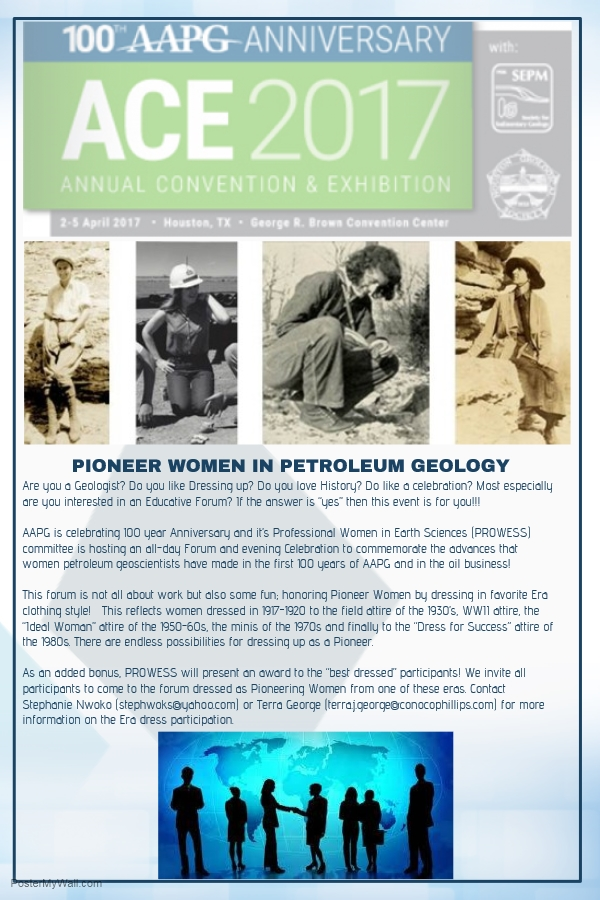 100TH AAPG ANNIVERSARY
with:
SEPM
Society for
Sedimentary Geology
ACE 2017
ANNUAL CONVENTION & EXHIBITION
HOUSTON GEOLOGICAL
SOCIETY
2-5 April 2017 • Houston, TX • George R. Brown Convention Center
PIONEER WOMEN IN PETROLEUM GEOLOGY
Are you a Geologist? Do you like Dressing up? Do you love History? Do like a celebration? Most especially
are you interested in an Educative Forum? If the answer is "yes" then this event is for you!!!
AAPG is celebrating 100 year Anniversary and it's Professional Women in Earth Sciences (PROWESS)
committee is hosting an all-day Forum and evening Celebration to commemorate the advances that
women petroleum geoscientists have made in the first 100 years of AAPG and in the oil business!
This forum is not all about work but also some fun; honoring Pioneer Women by dressing in favorite Era
clothing style! This reflects women dressed in 1917-1920 to the field attire of the 1930's, WW11 attire, the
"Ideal Woman" attire of the 1950-60s, the minis of the 1970s and finally to the "Dress for Success" attire of
the 1980s. There are endless possibilities for dressing up as a Pioneer.
As an added bonus, PROWESS will present an award to the "best dressed" participants! We invite all
participants to come to the forum dressed as Pioneering Women from one of these eras. Contact
Stephanie Nwoko (stephwoks@yahoo.com) or Terra George (terra.j.george@conocophillips.com) for more
information on the Era dress participation.
PosterMyWall.com